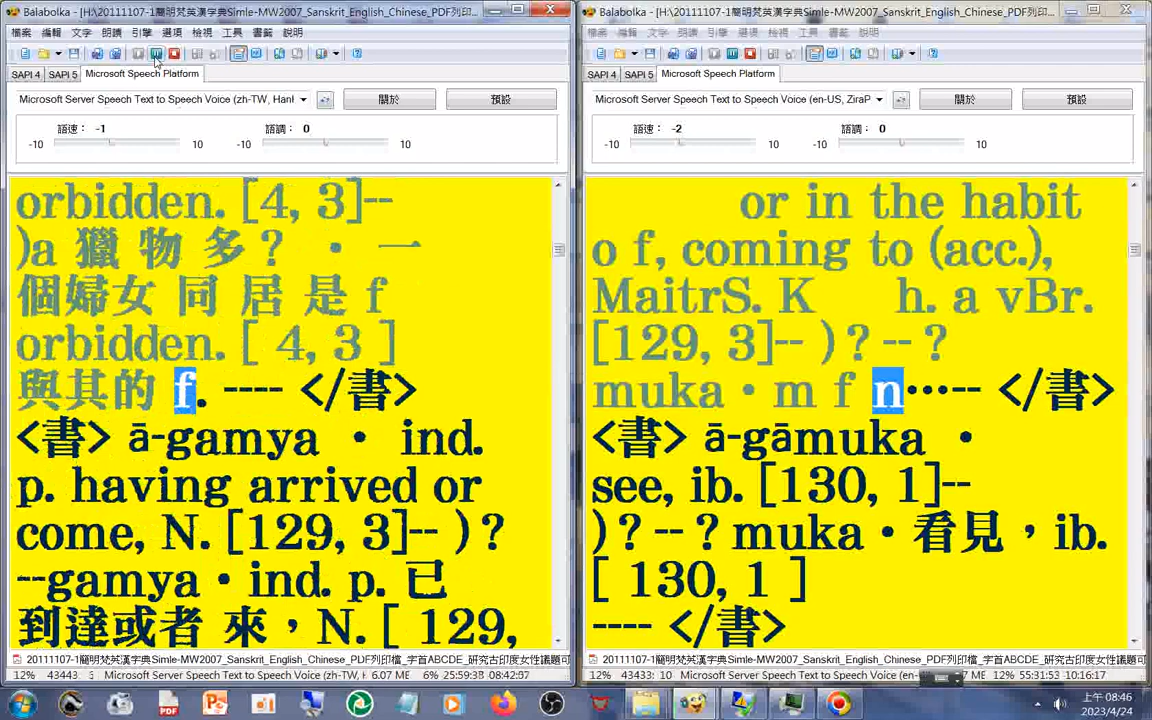 Balabolka - [H:\20111107-1簡明梵英漢字典Simle-MW2007_Sanskrit_English_Chinese_PDF列印...
檔案 編輯 文字 朗讀 引擎 選項 檢視 工具 書籤 說明
SAPI 4 SAPI 5 Microsoft Speech Platform
Microsoft Server Speech Text to Speech Voice (zh-TW, HanH 關於 預設
語速： -1 語調： 0
-10 10 -10 10
orbidden. [4, 3]--
)a 獵 物 多？ • 一
個婦女 同 居 是 f
orbidden. [ 4, 3 ]
與其的 f. ---- </書>
<書> ā-gamya • ind.
p. having arrived or
come, N. [129, 3]-- )？
--gamya • ind. p. 已
到達或者 來，N. [ 129,
20111107-1簡明梵英漢字典Simle-MW2007_Sanskrit_English_Chinese_PDF列印檔_字首ABCDE_研究古印度女性議題可
12% 43443: Microsoft Server Speech Text to Speech Voice (zh-TW, H 6.07 ME 6% 25:59:38 08:42:07
Balabolka - [H:\20111107-1簡明梵英漢字典Simle-MW2007_Sanskrit_English_Chinese_PDF列印...
檔案 編輯 文字 朗讀 引擎 選項 檢視 工具 書籤 說明
SAPI 4 SAPI 5 Microsoft Speech Platform
Microsoft Server Speech Text to Speech Voice (en-US, ZiraP 關於 預設
語速： -2 語調： 0
-10 10 -10 10
or in the habit
o f, coming to (acc.),
MaitrS. K h. a vBr.
[129, 3]-- )？--？
muka • m f n…-- </書>
<書> ā-gāmuka •
see, ib. [130, 1]--
)？--？muka • 看見，ib.
[ 130, 1 ]
---- </書>
20111107-1簡明梵英漢字典Simle-MW2007_Sanskrit_English_Chinese_PDF列印檔_字首ABCDE_研究古印度女性議題可
12% 43433: 10 Microsoft Server Speech Text to Speech Voice 12% 55:31:53 10:16:17
上午 08:46
2023/4/24